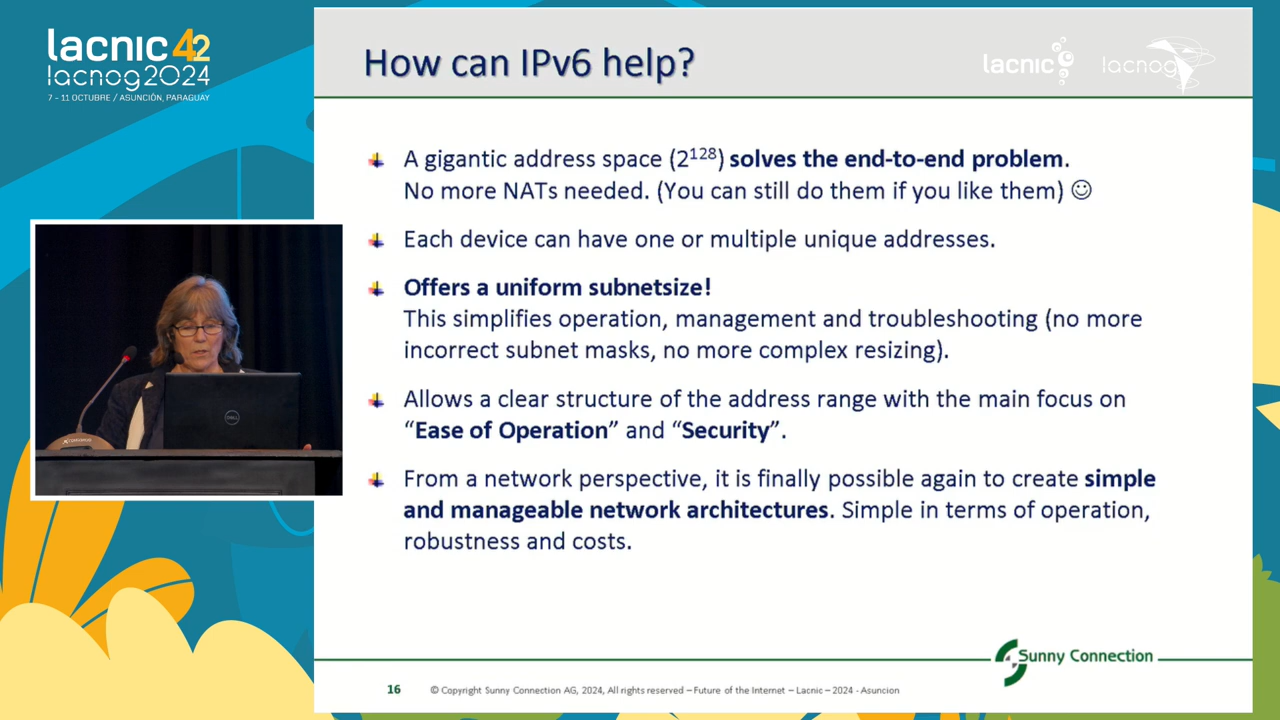 lacnic 42
lacnog2024
7 - 11 OCTUBRE / ASUNCIÓN, PARAGUAY
How can IPv6 help?
lacnic
lacnog
A gigantic address space (2¹²⁸) solves the end-to-end problem.
No more NATs needed. (You can still do them if you like them) ☺
Each device can have one or multiple unique addresses.
Offers a uniform subnetsize!
This simplifies operation, management and troubleshooting (no more
incorrect subnet masks, no more complex resizing).
Allows a clear structure of the address range with the main focus on
“Ease of Operation” and “Security”.
From a network perspective, it is finally possible again to create simple
and manageable network architectures. Simple in terms of operation,
robustness and costs.
DELL
Sunny Connection
16
© Copyright Sunny Connection AG, 2024, All rights reserved – Future of the Internet – Lacnic – 2024 - Asuncion